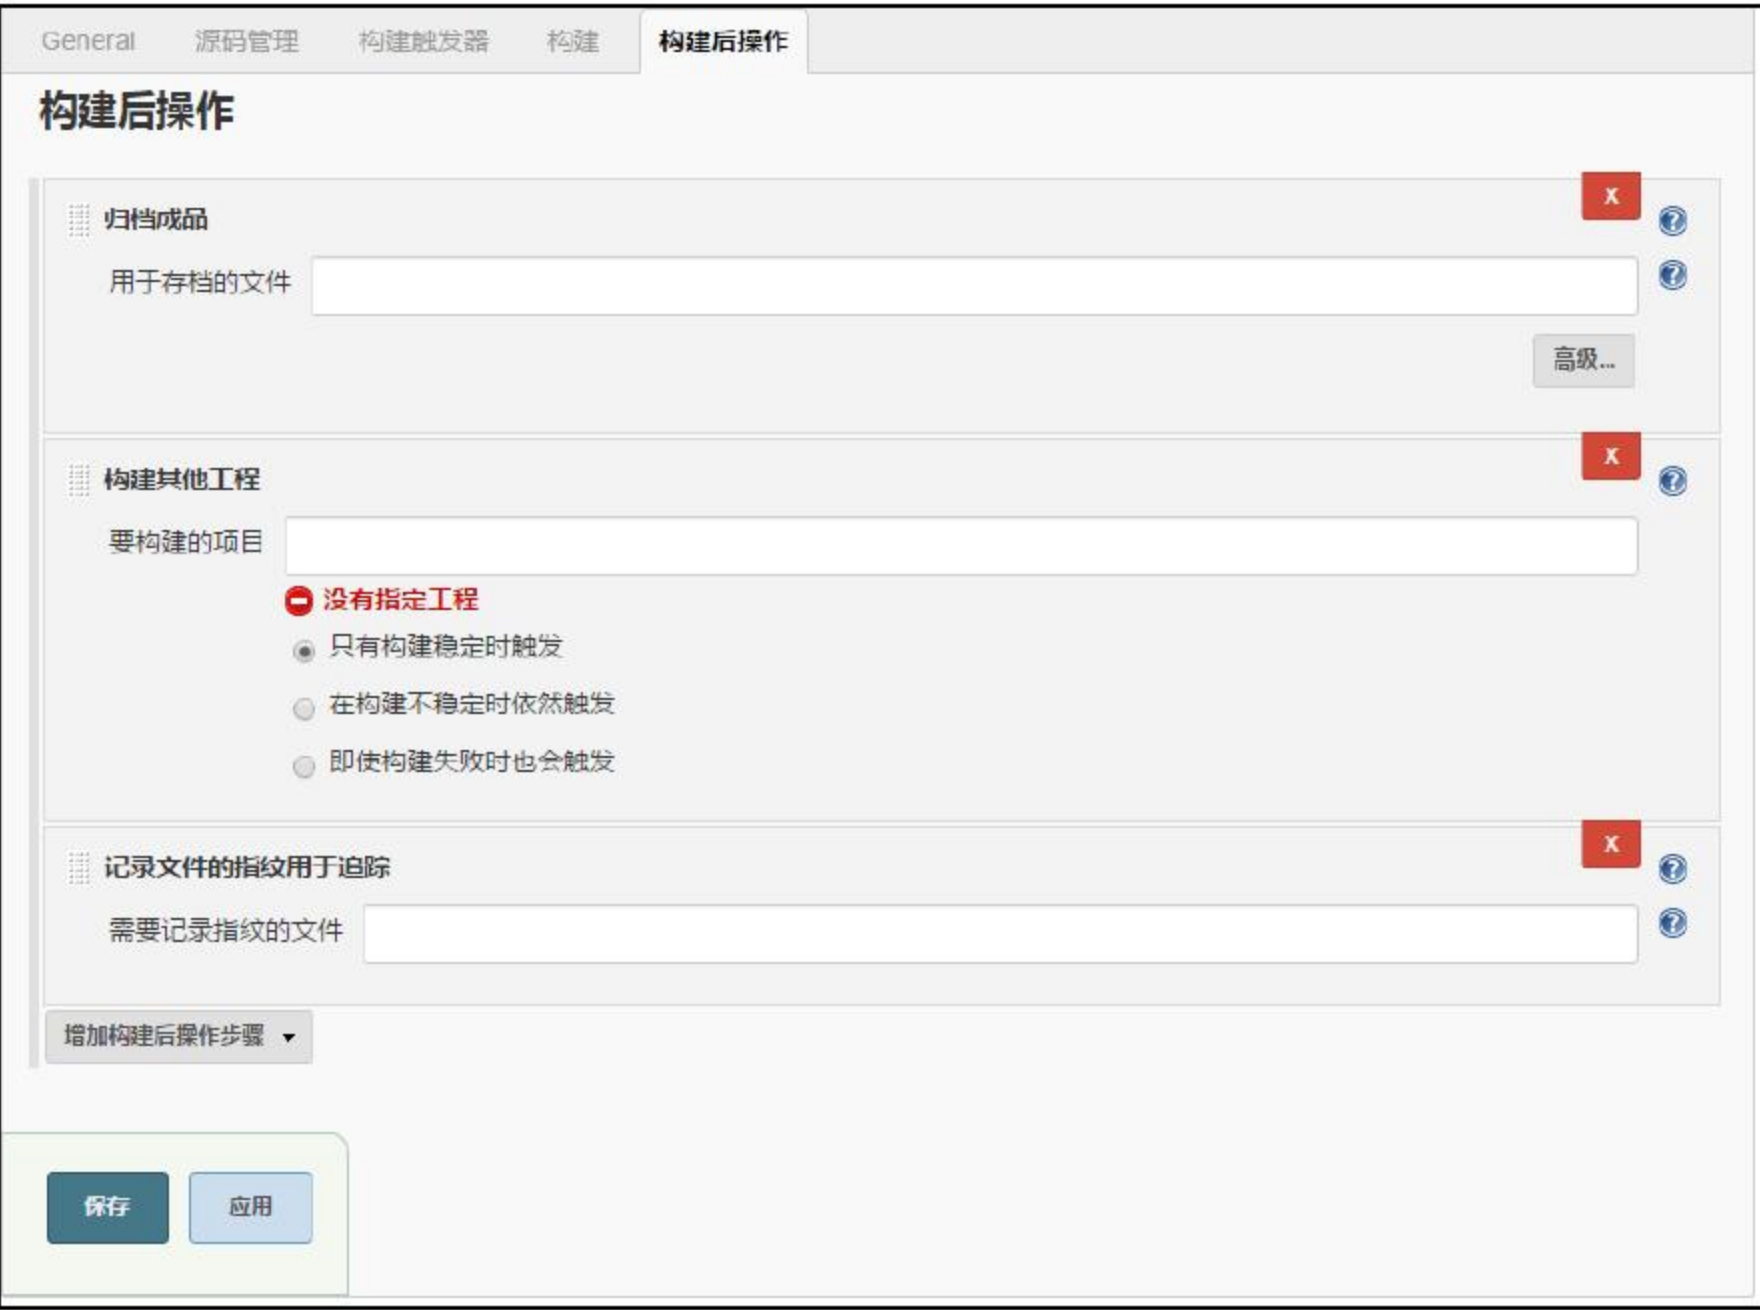 General 源码管理 构建触发器 构建 构建后操作
构建后操作
X
归档成品
用于存档的文件
高级...
X
构建其他工程
要构建的项目
没有指定工程
只有构建稳定时触发
在构建不稳定时依然触发
即使构建失败时也会触发
X
记录文件的指纹用于追踪
需要记录指纹的文件
增加构建后操作步骤
保存 应用